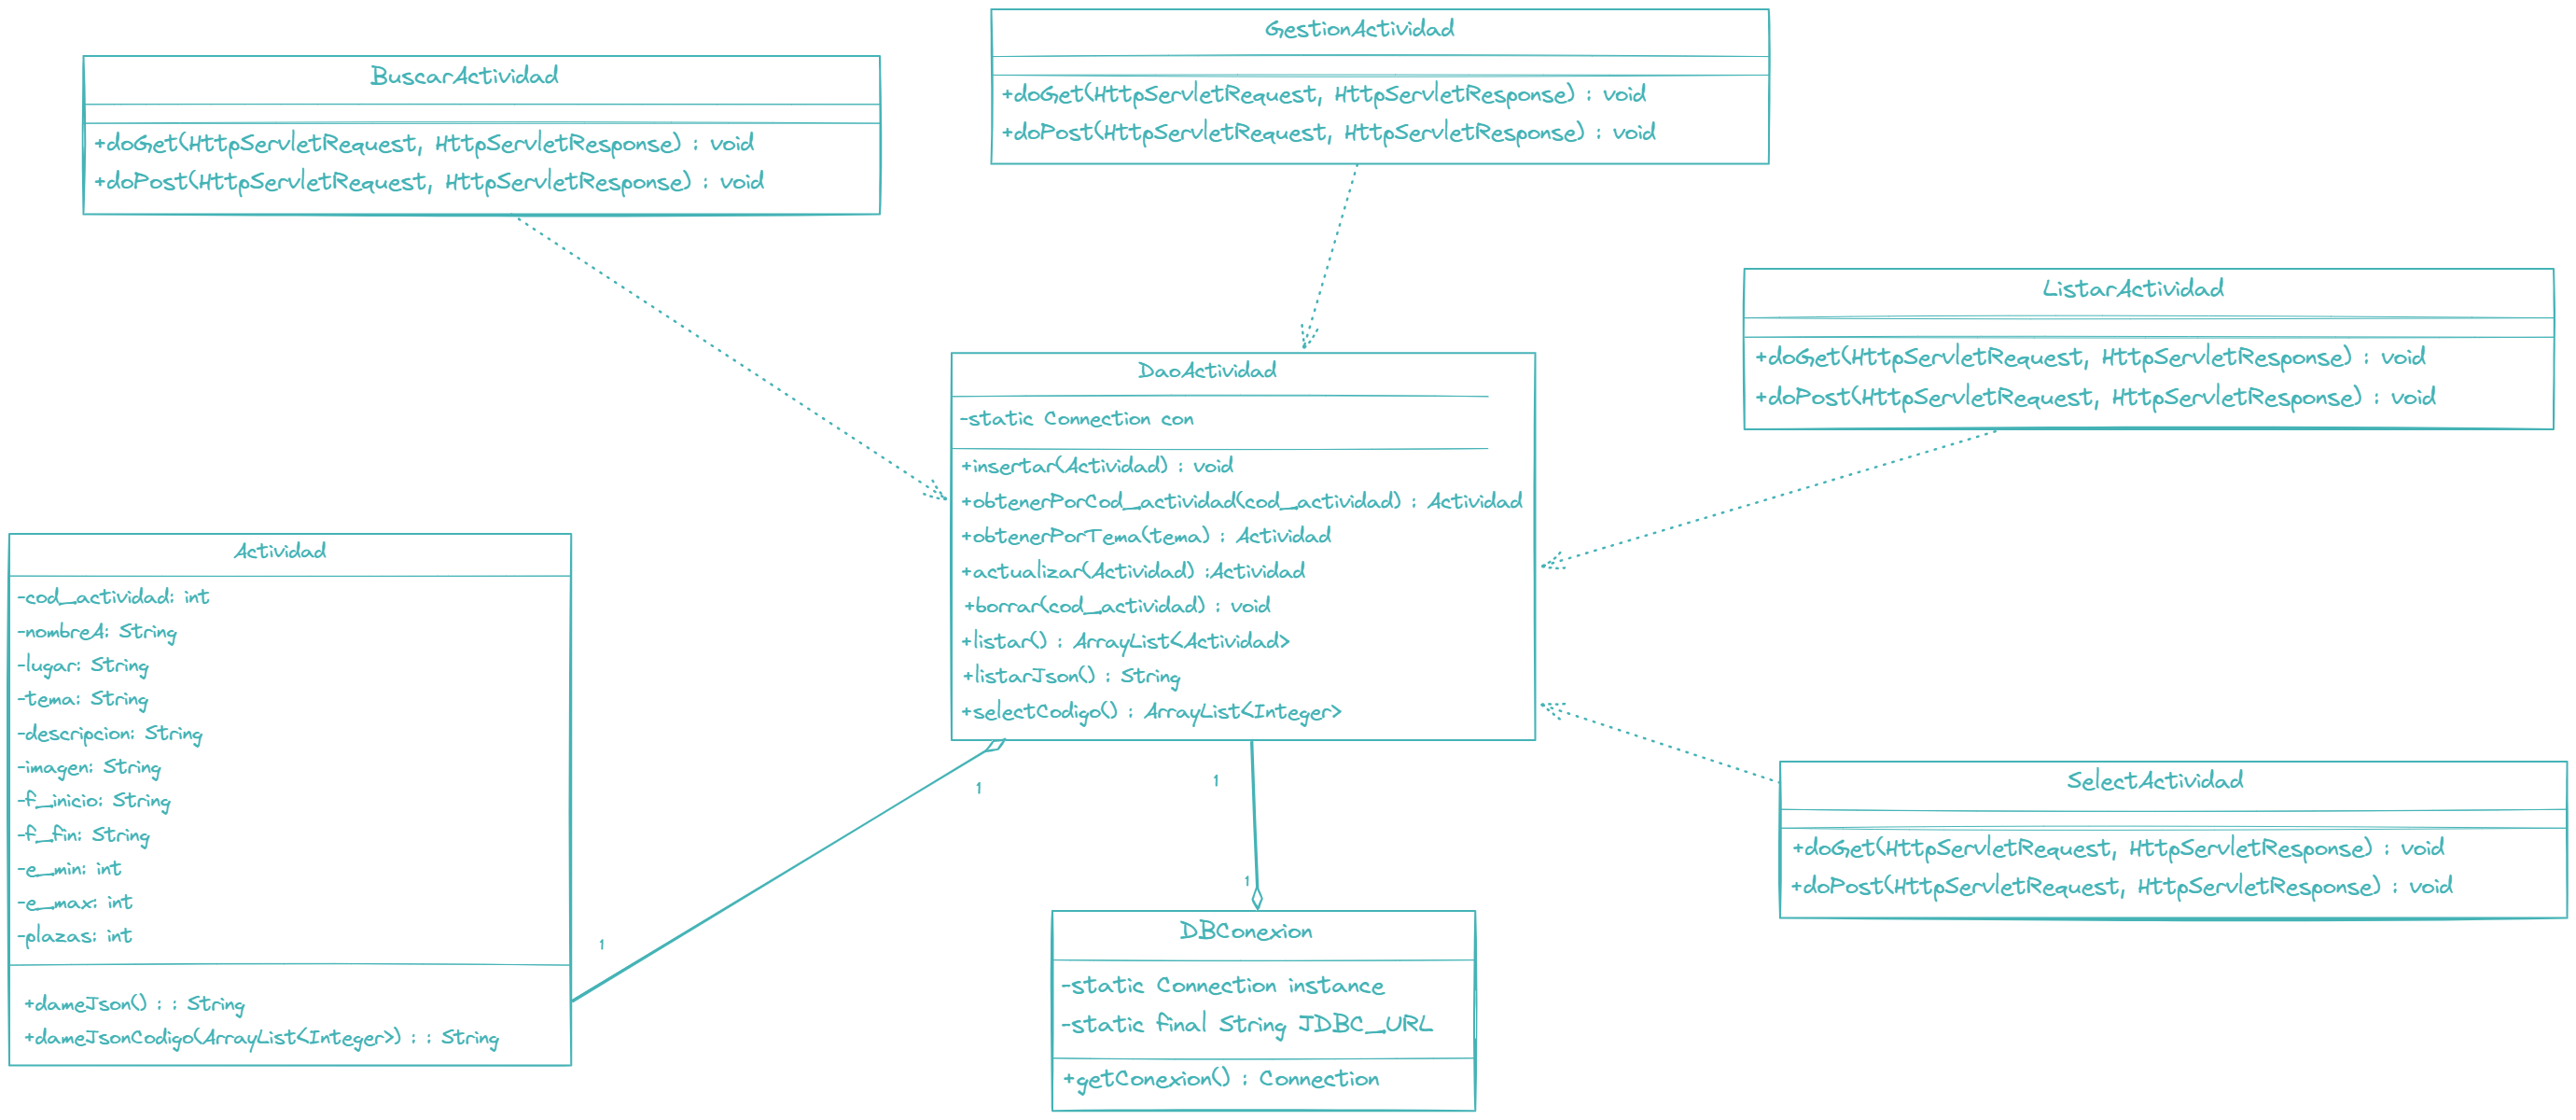 GestionActividad
+doGet(HttpServletRequest, HttpServletResponse) : void
+doPost(HttpServletRequest, HttpServletResponse) : void
BuscarActividad
+doGet(HttpServletRequest, HttpServletResponse) : void
+doPost(HttpServletRequest, HttpServletResponse) : void
ListarActividad
+doGet(HttpServletRequest, HttpServletResponse) : void
+doPost(HttpServletRequest, HttpServletResponse) : void
DaoActividad
-static Connection con
+insertar(Actividad) : void
+obtenerPorCod_actividad(cod_actividad) : Actividad
+obtenerPorTema(tema) : Actividad
+actualizar(Actividad) :Actividad
+borrar(cod_actividad) : void
+listar() : ArrayList<Actividad>
+listarJson() : String
+selectCodigo() : ArrayList<Integer>
Actividad
-cod_actividad: int
-nombreA: String
-lugar: String
-tema: String
-descripcion: String
-imagen: String
-f_inicio: String
-f_fin: String
-e_min: int
-e_max: int
-plazas: int
+dameJson() : : String
+dameJsonCodigo(ArrayList<Integer>) : : String
1
1
1
1
SelectActividad
+doGet(HttpServletRequest, HttpServletResponse) : void
+doPost(HttpServletRequest, HttpServletResponse) : void
DBConexion
-static Connection instance
-static final String JDBC_URL
+getConexion() : Connection